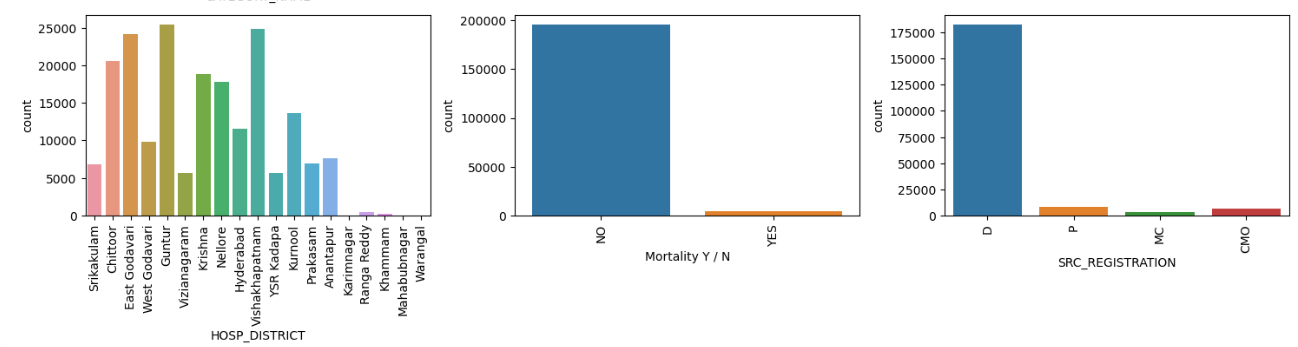 25000
20000
15000
10000
5000
0
count
Srikakulam
Chittoor
East Godavari
West Godavari
Guntur
Vizianagaram
Krishna
Nellore
Hyderabad
Vishakhapatnam
YSR Kadapa
Kurnool
Prakasam
Anantapur
Karimnagar
Ranga Reddy
Khammam
Mahabubnagar
Warangal
HOSP_DISTRICT
200000
150000
100000
50000
0
count
NO
YES
Mortality Y / N
175000
150000
125000
100000
75000
50000
25000
0
count
D
P
MC
CMO
SRC_REGISTRATION